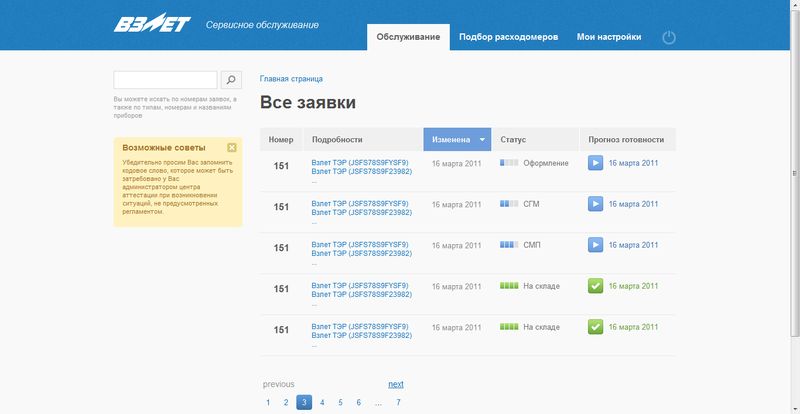 ВЗЛЕТ Сервисное обслуживание
Обслуживание Подбор расходомеров Мои настройки
Вы можете искать по номерам заявок, а
также по типам, номерам и названиям
приборов
Возможные советы
Убедительно просим Вас запомнить
кодовое слово, которое может быть
затребовано у Вас
администратором центра
аттестации при возникновении
ситуаций, не предусмотренных
регламентом.
Главная страница
Все заявки
Номер Подробности Изменена Статус Прогноз готовности
151 Взлет ТЭР (JSFS78S9FYSF9) 16 марта 2011 Оформление 16 марта 2011
Взлет ТЭР (JSFS78S9F23982)
...
151 Взлет ТЭР (JSFS78S9FYSF9) 16 марта 2011 СГМ 16 марта 2011
Взлет ТЭР (JSFS78S9F23982)
...
151 Взлет ТЭР (JSFS78S9FYSF9) 16 марта 2011 СМП 16 марта 2011
Взлет ТЭР (JSFS78S9F23982)
...
151 Взлет ТЭР (JSFS78S9FYSF9) 16 марта 2011 На складе 16 марта 2011
Взлет ТЭР (JSFS78S9F23982)
...
151 Взлет ТЭР (JSFS78S9FYSF9) 16 марта 2011 На складе 16 марта 2011
Взлет ТЭР (JSFS78S9F23982)
...
previous next
1 2 3 4 5 6 ... 7